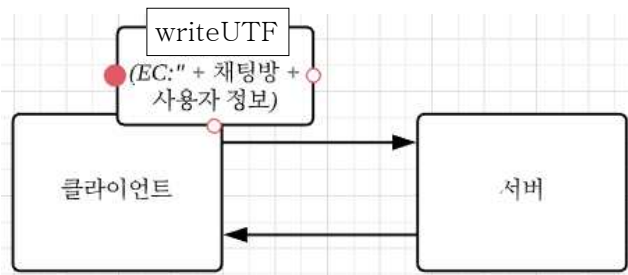 writeUTF
(EC:" + 채팅방 +
사용자 정보)
클라이언트
서버